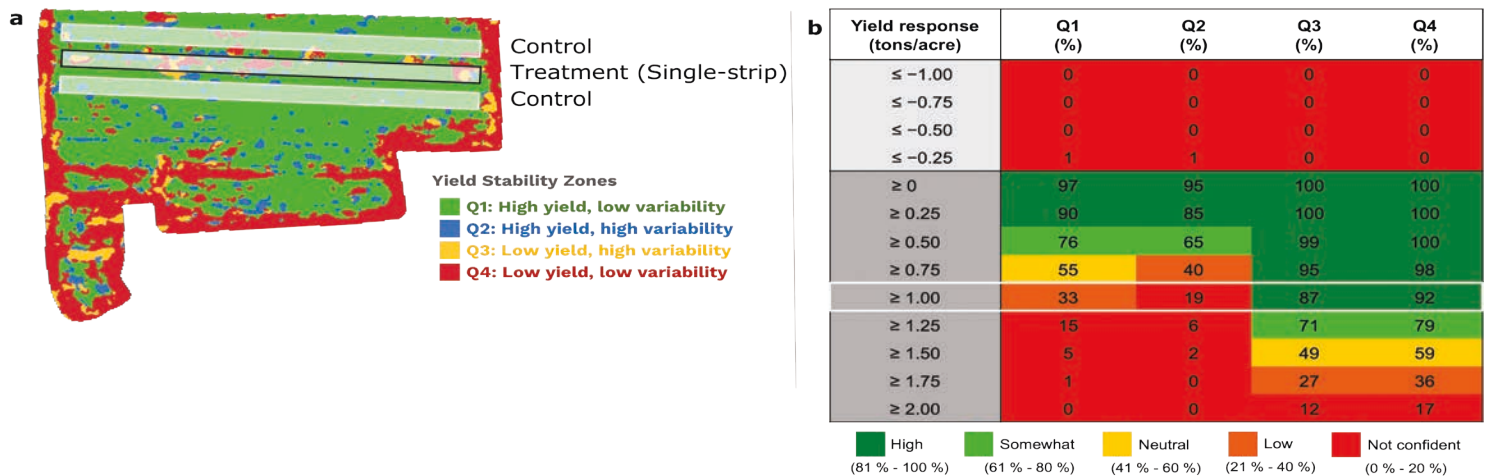 a
Control
Treatment (Single-strip)
Control
Yield Stability Zones
Q1: High yield, low variability
Q2: High yield, high variability
Q3: Low yield, high variability
Q4: Low yield, low variability
b
Yield response (tons/acre) Q1 (%) Q2 (%) Q3 (%) Q4 (%)
≤ −1.00 0 0 0 0
≤ −0.75 0 0 0 0
≤ −0.50 0 0 0 0
≤ −0.25 1 1 0 0
≥ 0 97 95 100 100
≥ 0.25 90 85 100 100
≥ 0.50 76 65 99 100
≥ 0.75 55 40 95 98
≥ 1.00 33 19 87 92
≥ 1.25 15 6 71 79
≥ 1.50 5 2 49 59
≥ 1.75 1 0 27 36
≥ 2.00 0 0 12 17
High Somewhat Neutral Low Not confident
(81 % - 100 %) (61 % - 80 %) (41 % - 60 %) (21 % - 40 %) (0 % - 20 %)